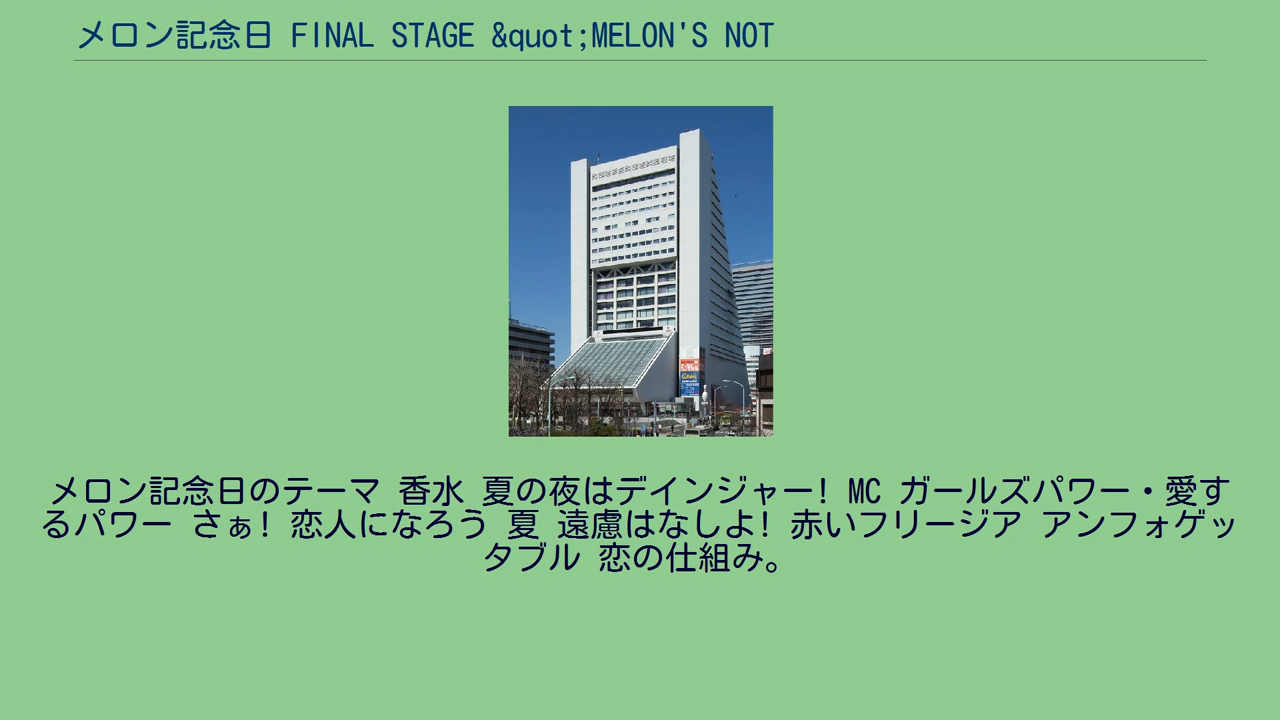 メロン記念日 FINAL STAGE &quot;MELON'S NOT
メロン記念日のテーマ 香水 夏の夜はデインジャー! MC ガールズパワー・愛す
るパワー さぁ! 恋人になろう 夏 遠慮はなしよ! 赤いフリージア アンフォゲッ
タブル 恋の仕組み。